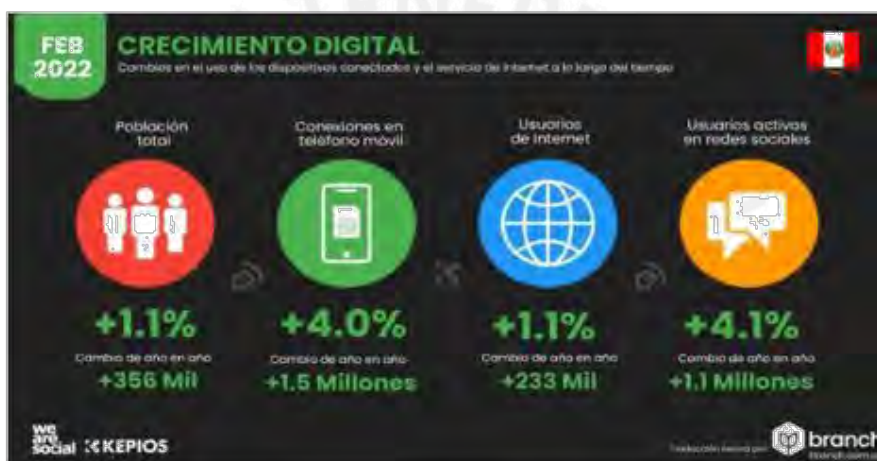 FEB
2022
CRECIMIENTO DIGITAL
Cambios en el uso de los dispositivos conectados y el servicio de internet a lo largo del tiempo
Población
total
Conexiones en
teléfono móvil
Usuarios
de Internet
Usuarios activos
en redes sociales
+1.1%
+4.0%
+1.1%
+4.1%
Cambio de año en año
Cambio de año en año
Cambio de año en año
Cambio de año en año
+356 Mil
+1.5 Millones
+233 Mil
+1.1 Millones
we
are.
social
KEPIOS
branch